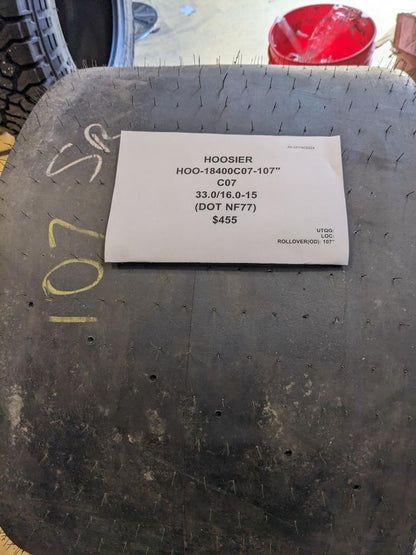 HOOSIER
HOO-18400C07-107"
C07
33.0/16.0-15
(DOT NF77)
$455
UTQG:
LOC:
ROLLOVER(OD): 107"
SR
107